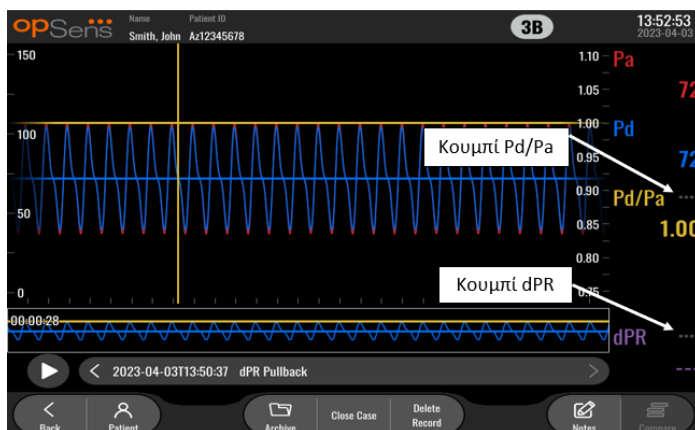 opSens
Name Patient ID
Smith, John Az12345678
3B
13:52:53
2023-04-03
150
100
50
0
1.10
1.05
1.00
0.95
0.90
0.85
0.80
0.75
Pa
72
Pd
72
Κουμπί Pd/Pa
Pd/Pa
---
1.00
Κουμπί dPR
dPR
---
---
00:00:28
2023-04-03T13:50:37 dPR Pullback
Back
Patient
Archive
Close Case
Delete
Record
Notes
Compare